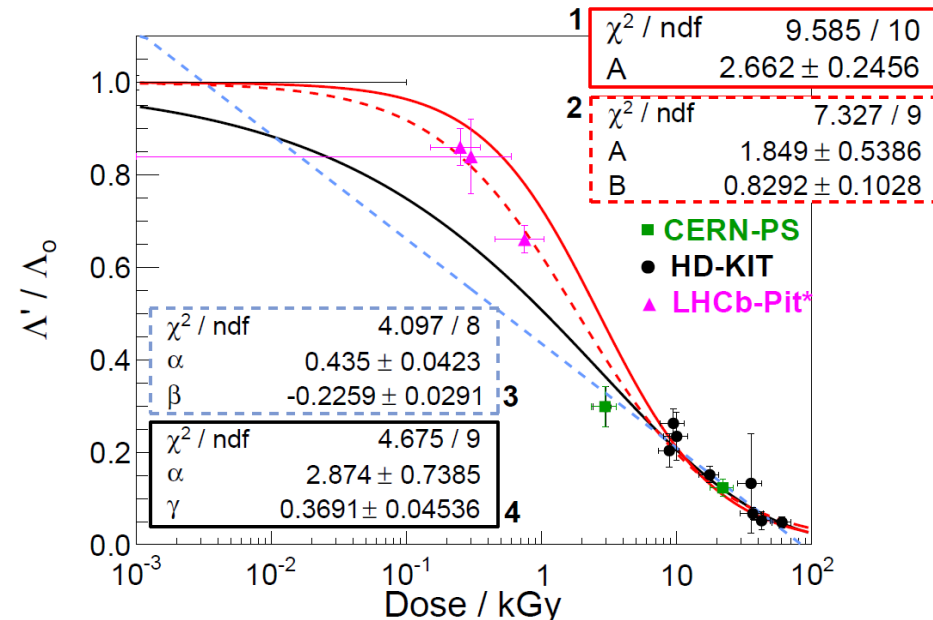 1
χ² / ndf 9.585 / 10
A 2.662 ± 0.2456
2
χ² / ndf 7.327 / 9
A 1.849 ± 0.5386
B 0.8292 ± 0.1028
CERN-PS
HD-KIT
LHCb-Pit*
χ² / ndf 4.097 / 8
α 0.435 ± 0.0423
β -0.2259 ± 0.0291
3
χ² / ndf 4.675 / 9
α 2.874 ± 0.7385
γ 0.3691 ± 0.04536
4
Λ' / Λo
1.0
0.8
0.6
0.4
0.2
0.0
10⁻³ 10⁻² 10⁻¹ 1 10 10²
Dose / kGy